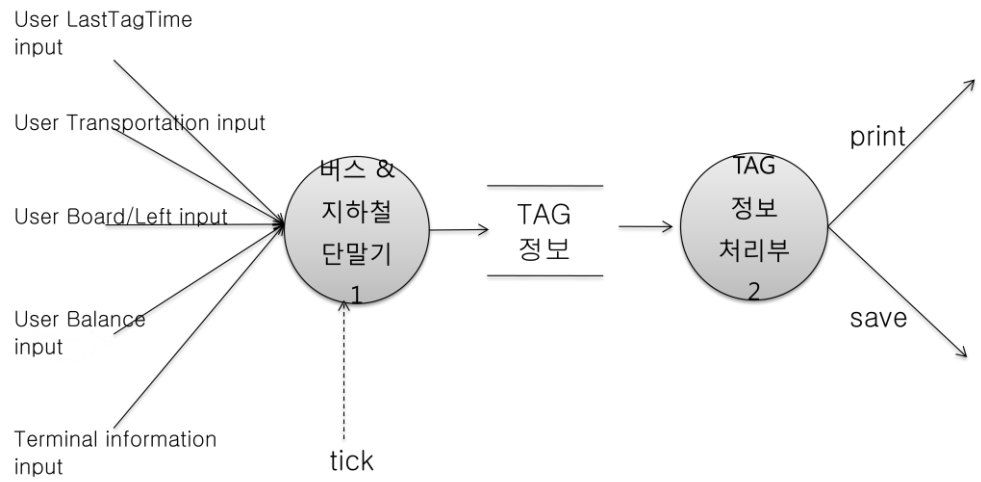 User LastTagTime
input
User Transportation input
User Board/Left input
User Balance
input
Terminal information
input
버스 &
지하철
단말기
1
tick
TAG
정보
TAG
정보
처리부
2
print
save